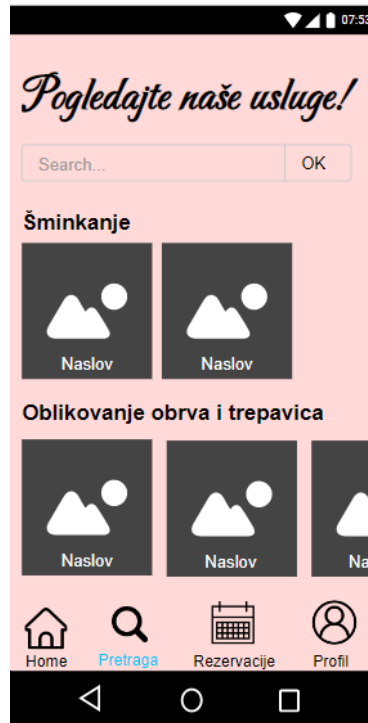 07:53
Pogledajte naše usluge!
Search...
OK
Šminkanje
Naslov
Naslov
Oblikovanje obrva i trepavica
Naslov
Naslov
Na
Home
Pretraga
Rezervacije
Profil